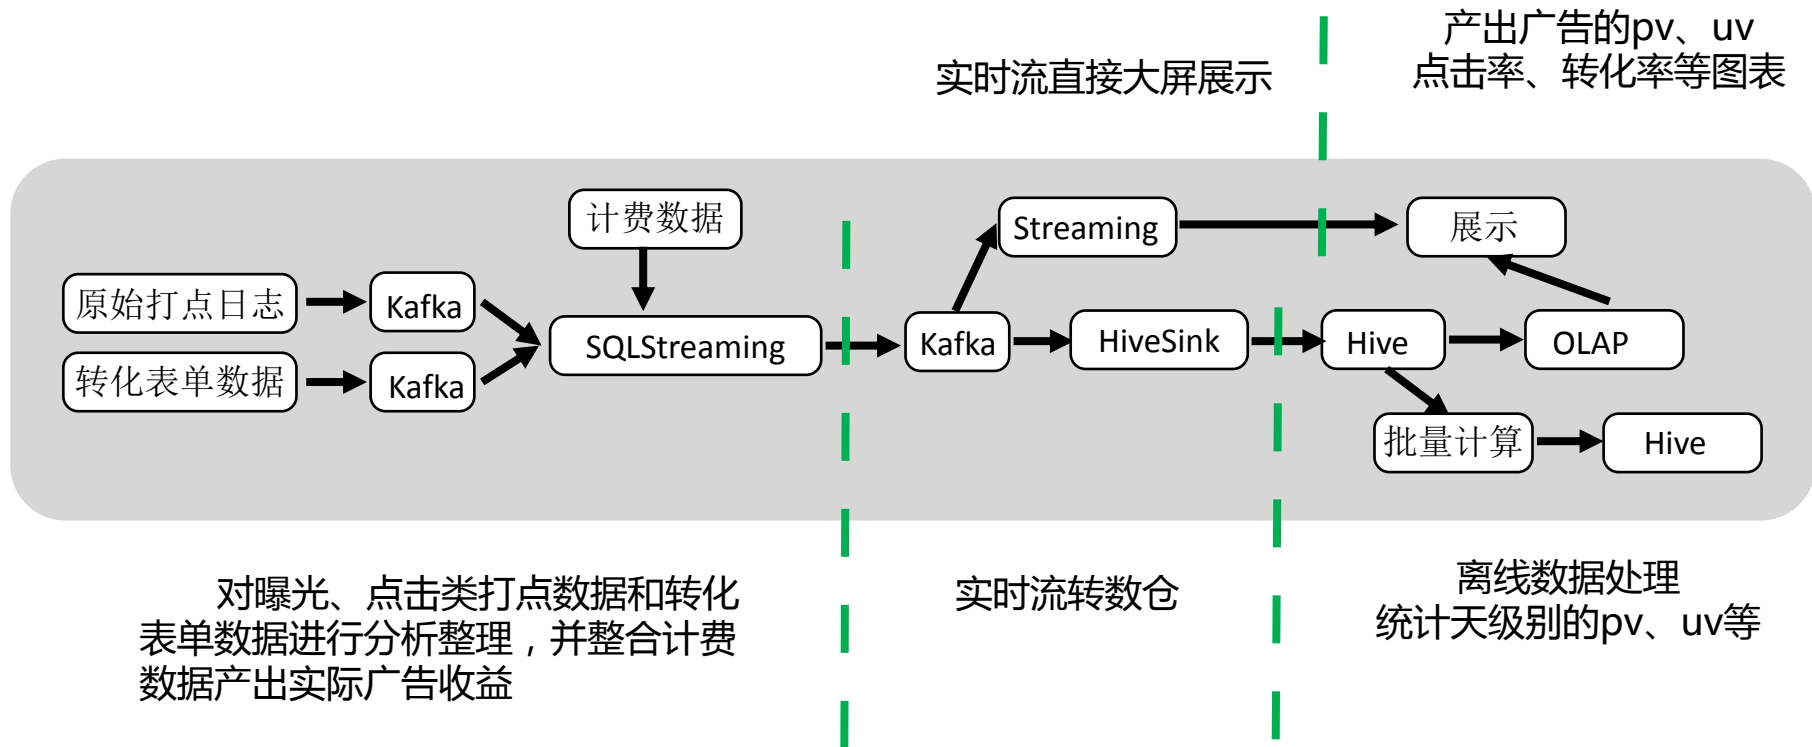 产出广告的pv、uv
点击率、转化率等图表
实时流直接大屏展示
计费数据
Streaming
展示
原始打点日志
Kafka
SQLStreaming
Kafka
HiveSink
Hive
OLAP
转化表单数据
Kafka
批量计算
Hive
对曝光、点击类打点数据和转化
表单数据进行分析整理，并整合计费
数据产出实际广告收益
实时流转数仓
离线数据处理
统计天级别的pv、uv等